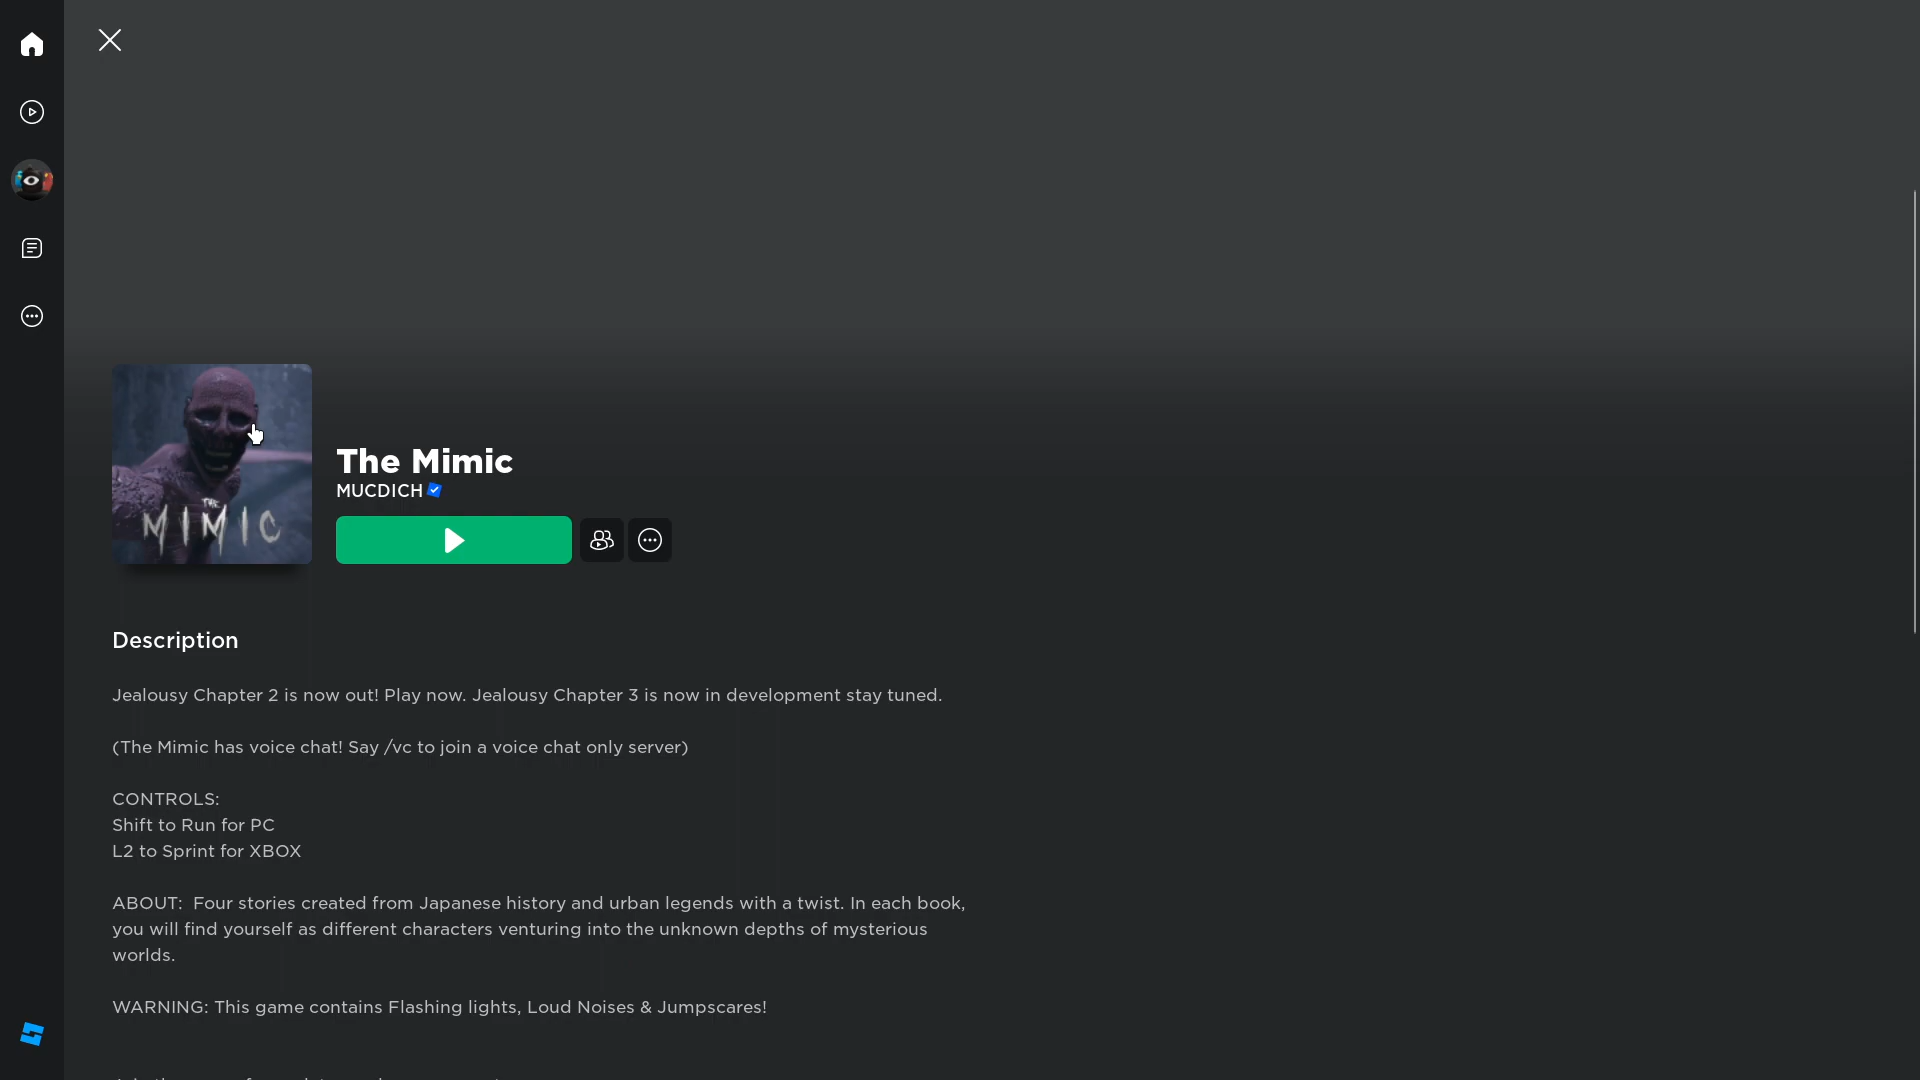 THE
MIMIC
The Mimic
MUCDICH
Description
Jealousy Chapter 2 is now out! Play now. Jealousy Chapter 3 is now in development stay tuned.
(The Mimic has voice chat! Say /vc to join a voice chat only server)
CONTROLS:
Shift to Run for PC
L2 to Sprint for XBOX
ABOUT:  Four stories created from Japanese history and urban legends with a twist. In each book,
you will find yourself as different characters venturing into the unknown depths of mysterious
worlds.
WARNING: This game contains Flashing lights, Loud Noises & Jumpscares!